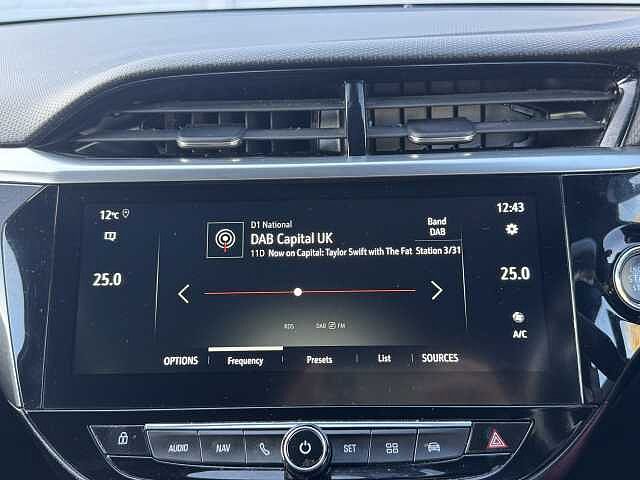 12°C
12:43
D1 National
DAB Capital UK
Band
DAB
11D Now on Capital: Taylor Swift with The Fat Station 3/31
25.0
25.0
RDS DAB FM
A/C
OPTIONS Frequency Presets List SOURCES
AUDIO NAV SET